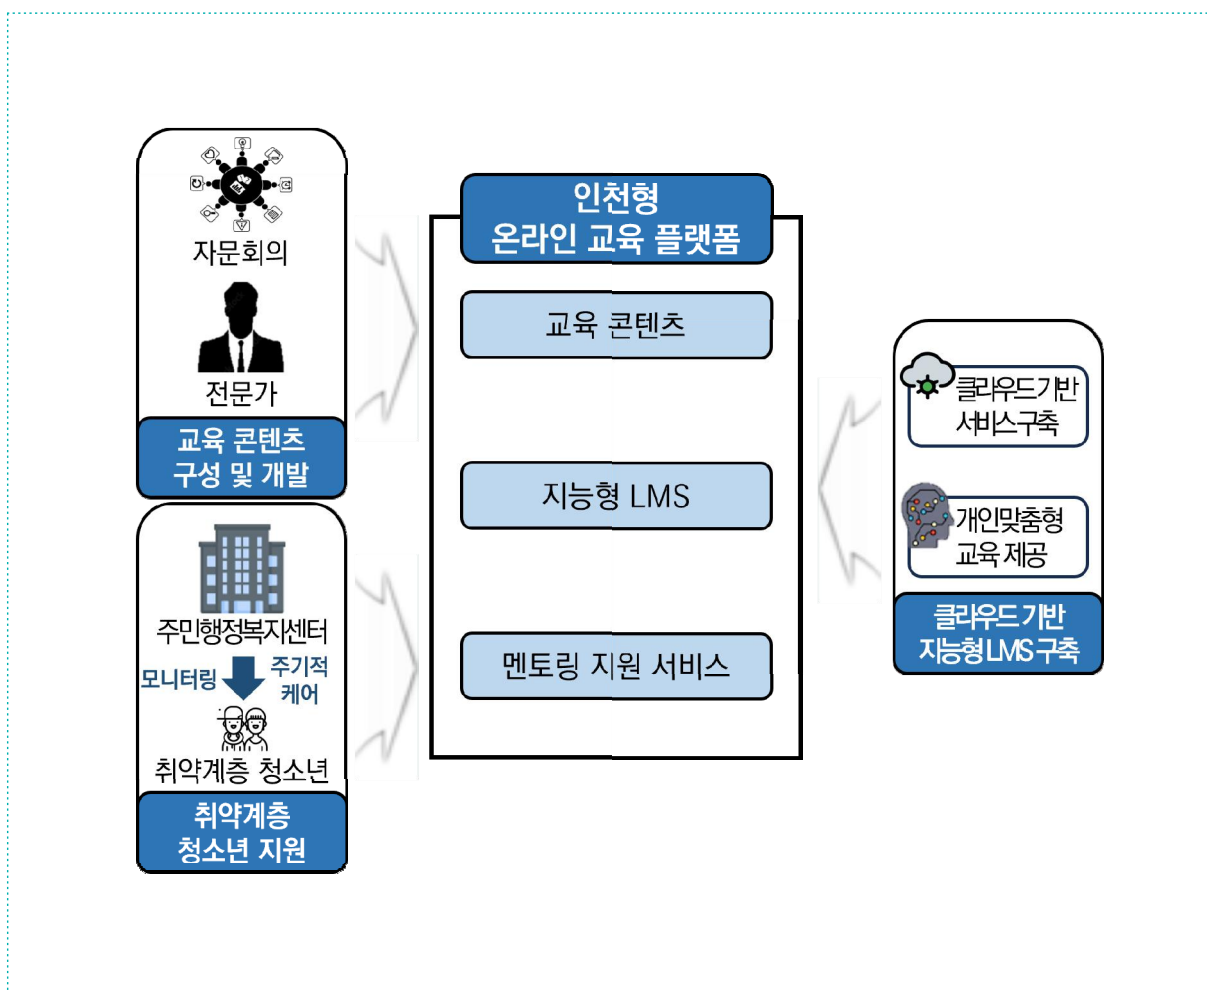 자문회의
전문가
교육 콘텐츠
구성 및 개발
주민행정복지센터
모니터링
주기적
케어
취약계층 청소년
취약계층
청소년 지원
인천형
온라인 교육 플랫폼
교육 콘텐츠
지능형 LMS
멘토링 지원 서비스
클라우드 기반
서비스 구축
개인맞춤형
교육 제공
클라우드 기반
지능형 LMS 구축